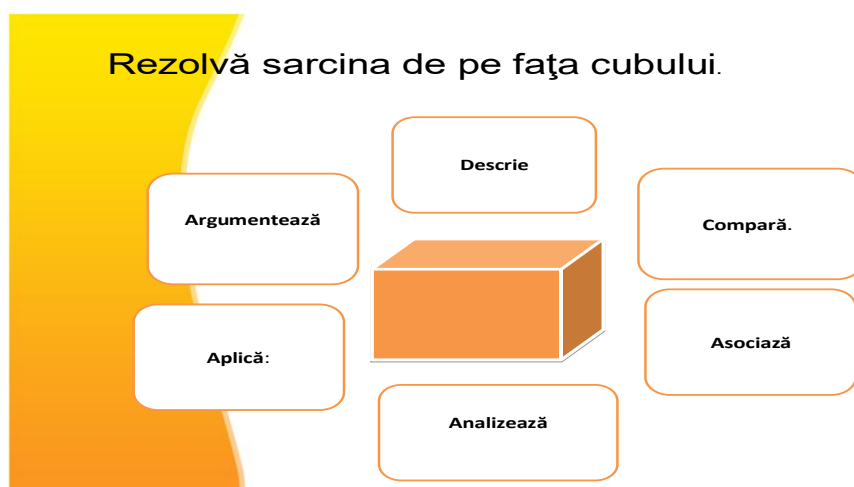 Rezolvă sarcina de pe faţa cubului.
Descrie
Argumentează
Compară.
Aplică:
Asociază
Analizează